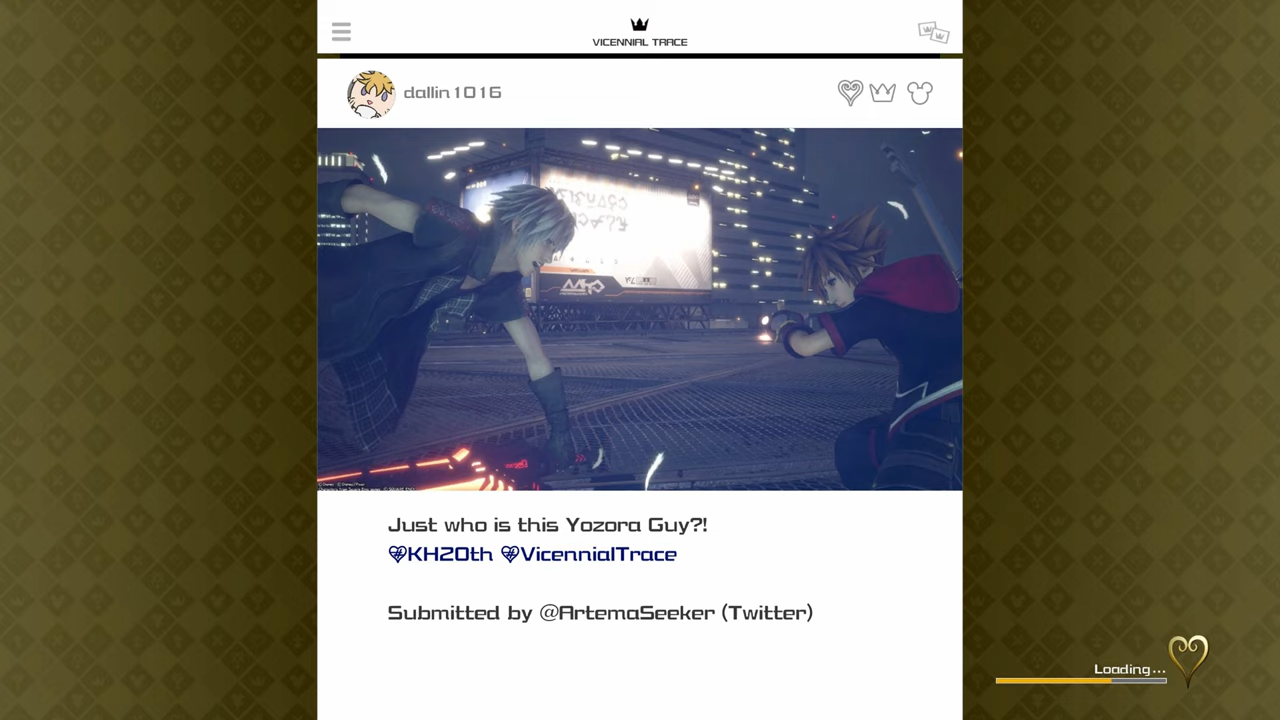 VICENNIAL TRACE
dallin1016
Just who is this Yozora Guy?!
#KH20th #VicennialTrace
Submitted by @ArtemaSeeker (Twitter)
Loading...